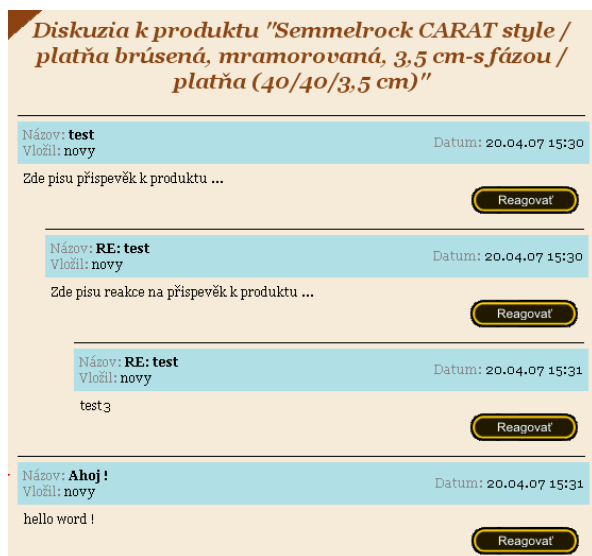 Diskuzia k produktu "Semmelrock CARAT style /
platňa brúsená, mramorovaná, 3,5 cm-s fázou /
platňa (40/40/3,5 cm)"
Názov: test
Vložil: novy
Datum: 20.04.07 15:30
Zde pisu přispevěk k produktu ...
Reagovať
Názov: RE: test
Vložil: novy
Datum: 20.04.07 15:30
Zde pisu reakce na přispevěk k produktu ...
Reagovať
Názov: RE: test
Vložil: novy
Datum: 20.04.07 15:31
test3
Reagovať
Názov: Ahoj !
Vložil: novy
Datum: 20.04.07 15:31
hello word !
Reagovať